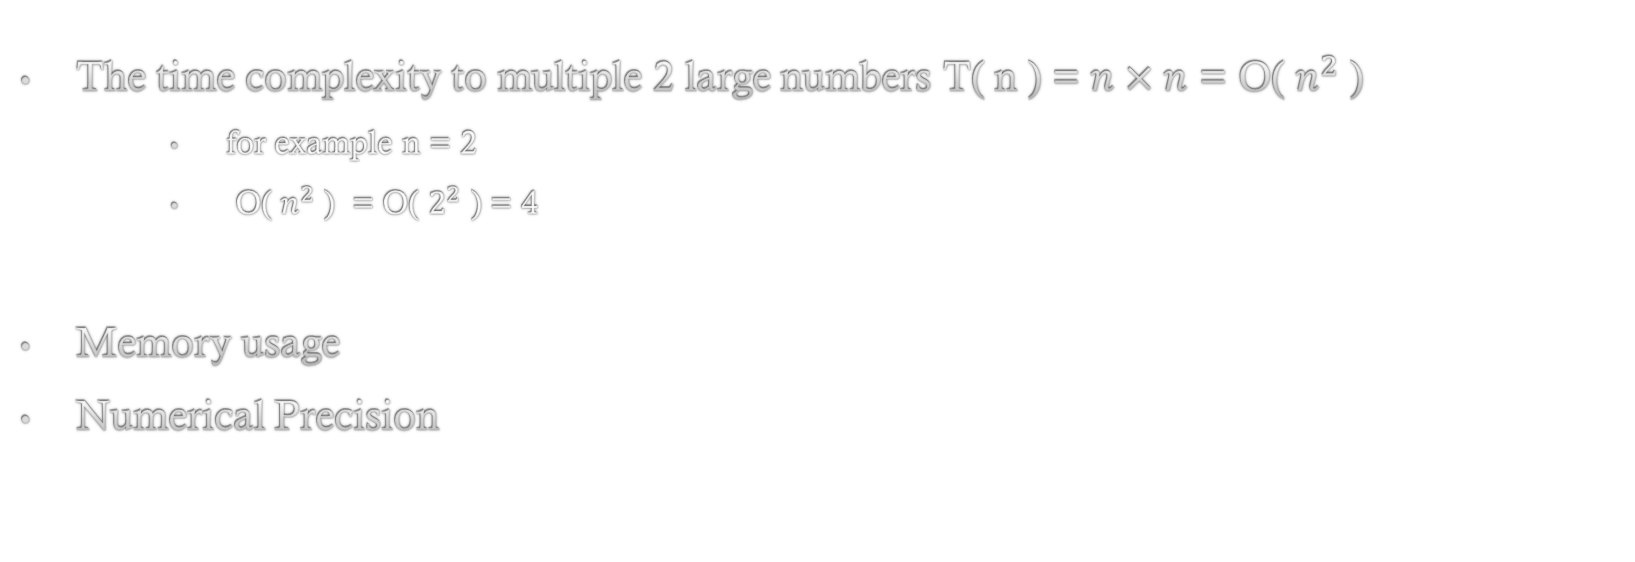 • The time complexity to multiple 2 large numbers T( n ) = n × n = O( n² )
• for example n = 2
• O( n² ) = O( 2² ) = 4
• Memory usage
• Numerical Precision